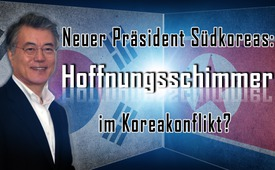 Neuer Präsident Südkoreas:
Hoffnungsschimmer
im Koreakonflikt?